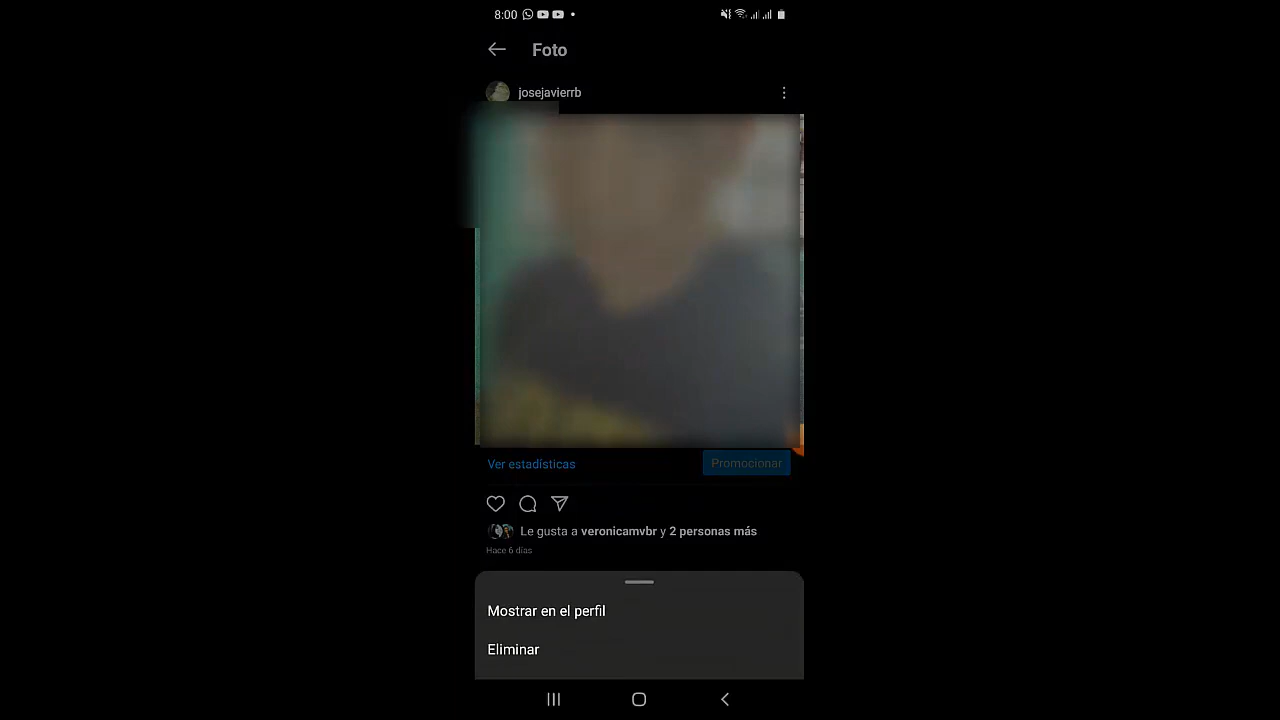 8:00
Foto
josejavierrb
Ver estadísticas
Promocionar
Le gusta a veronicamvbr y 2 personas más
Hace 6 días
Mostrar en el perfil
Eliminar